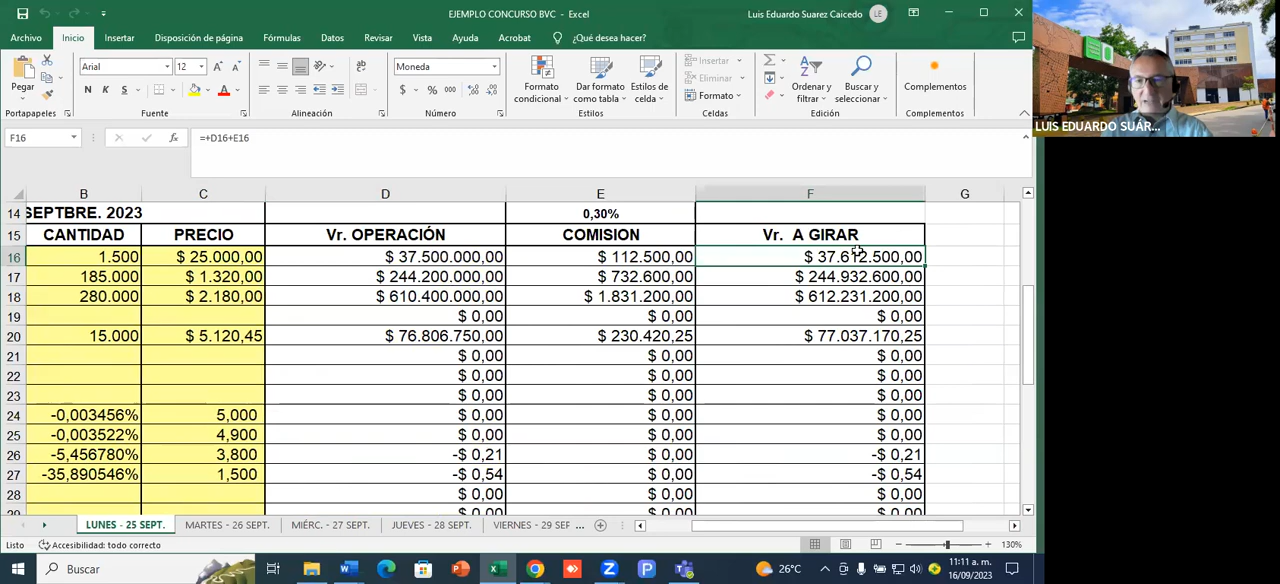 EJEMPLO CONCURSO BVC - Excel
Luis Eduardo Suarez Caicedo LE
Archivo Inicio Insertar Disposición de página Fórmulas Datos Revisar Vista Ayuda Acrobat ¿Qué desea hacer?
Pegar
Portapapeles
Arial 12
N K S
Fuente
Alineación
Moneda
$ % 000
Número
Formato condicional
Dar formato como tabla
Estilos de celda
Estilos
Insertar
Eliminar
Formato
Celdas
Ordenar y filtrar
Buscar y seleccionar
Edición
Complementos
Complementos
LUIS EDUARDO SUÁR...
F16 fx =+D16+E16
B C D E F G
14 SEPTBRE. 2023 0,30%
15 CANTIDAD PRECIO Vr. OPERACIÓN COMISION Vr. A GIRAR
16 1.500 $ 25.000,00 $ 37.500.000,00 $ 112.500,00 $ 37.612.500,00
17 185.000 $ 1.320,00 $ 244.200.000,00 $ 732.600,00 $ 244.932.600,00
18 280.000 $ 2.180,00 $ 610.400.000,00 $ 1.831.200,00 $ 612.231.200,00
19 $ 0,00 $ 0,00 $ 0,00
20 15.000 $ 5.120,45 $ 76.806.750,00 $ 230.420,25 $ 77.037.170,25
21 $ 0,00 $ 0,00 $ 0,00
22 $ 0,00 $ 0,00 $ 0,00
23 $ 0,00 $ 0,00 $ 0,00
24 -0,003456% 5,000 $ 0,00 $ 0,00 $ 0,00
25 -0,003522% 4,900 $ 0,00 $ 0,00 $ 0,00
26 -5,456780% 3,800 -$ 0,21 $ 0,00 -$ 0,21
27 -35,890546% 1,500 -$ 0,54 $ 0,00 -$ 0,54
28 $ 0,00 $ 0,00 $ 0,00
LUNES - 25 SEPT. MARTES - 26 SEPT. MIÉRC. - 27 SEPT. JUEVES - 28 SEPT. VIERNES - 29 SEP ...
Listo Accesibilidad: todo correcto 130%
Buscar 26°C 11:11 a. m.
16/09/2023